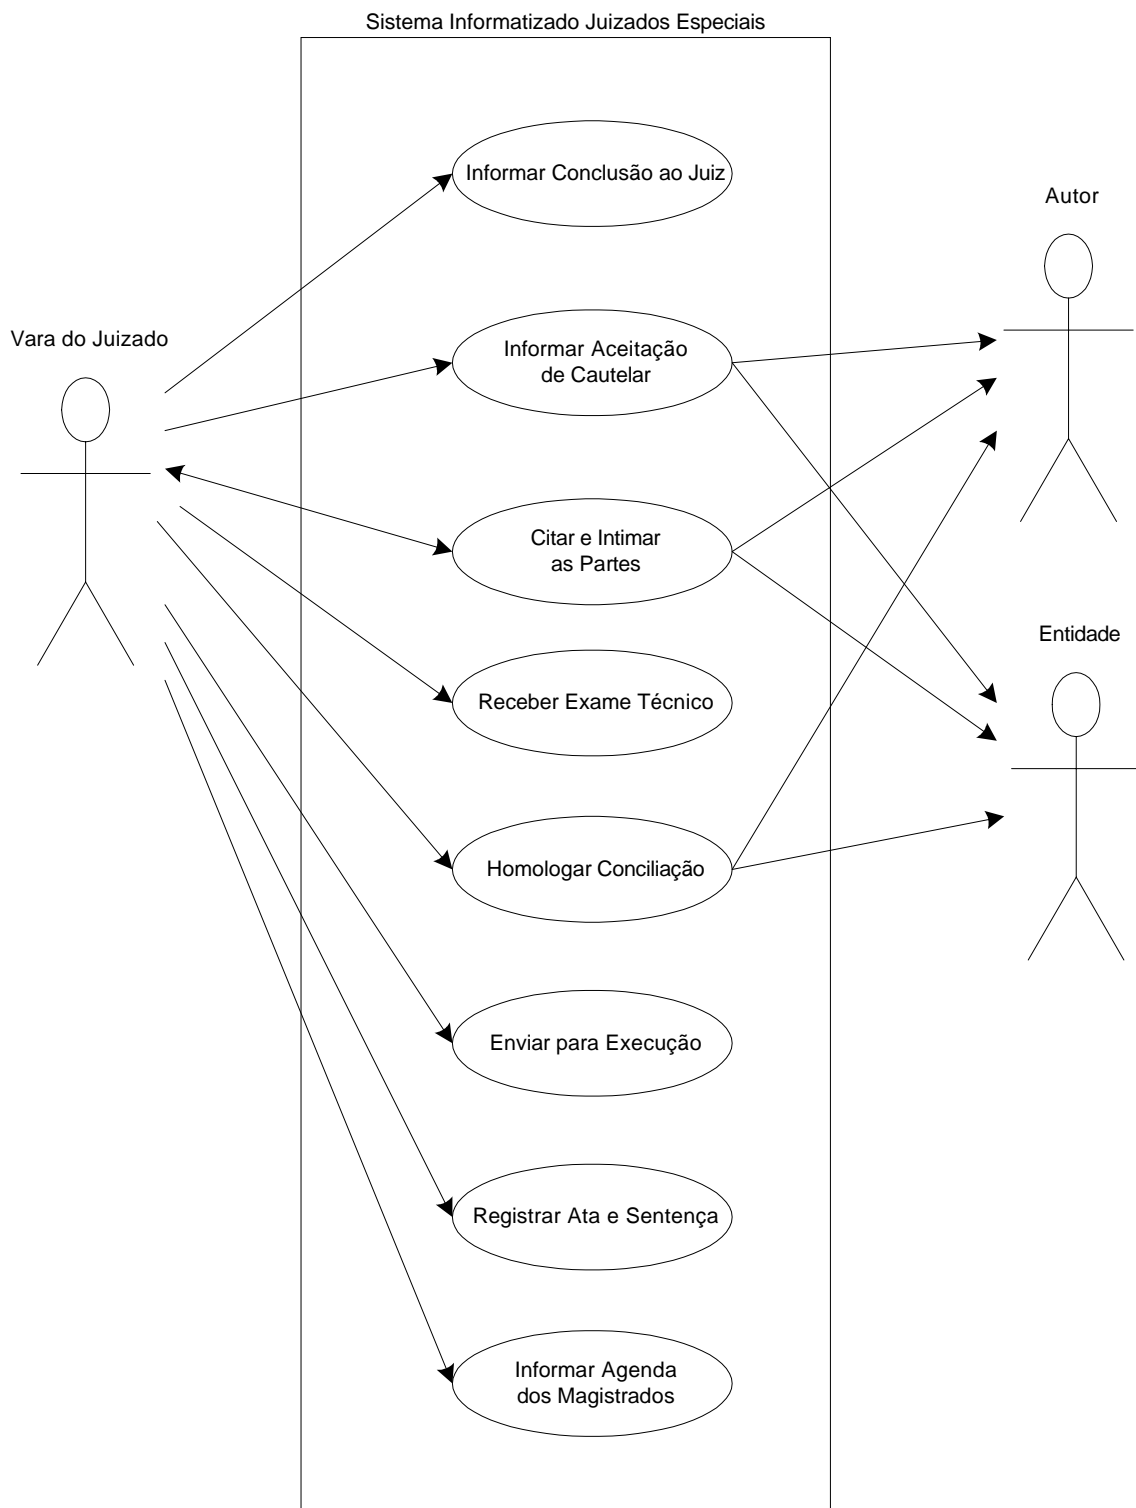 Sistema Informatizado Juizados Especiais
Informar Conclusão ao Juiz
Autor
Vara do Juizado
Informar Aceitação
de Cautelar
Citar e Intimar
as Partes
Entidade
Receber Exame Técnico
Homologar Conciliação
Enviar para Execução
Registrar Ata e Sentença
Informar Agenda
dos Magistrados